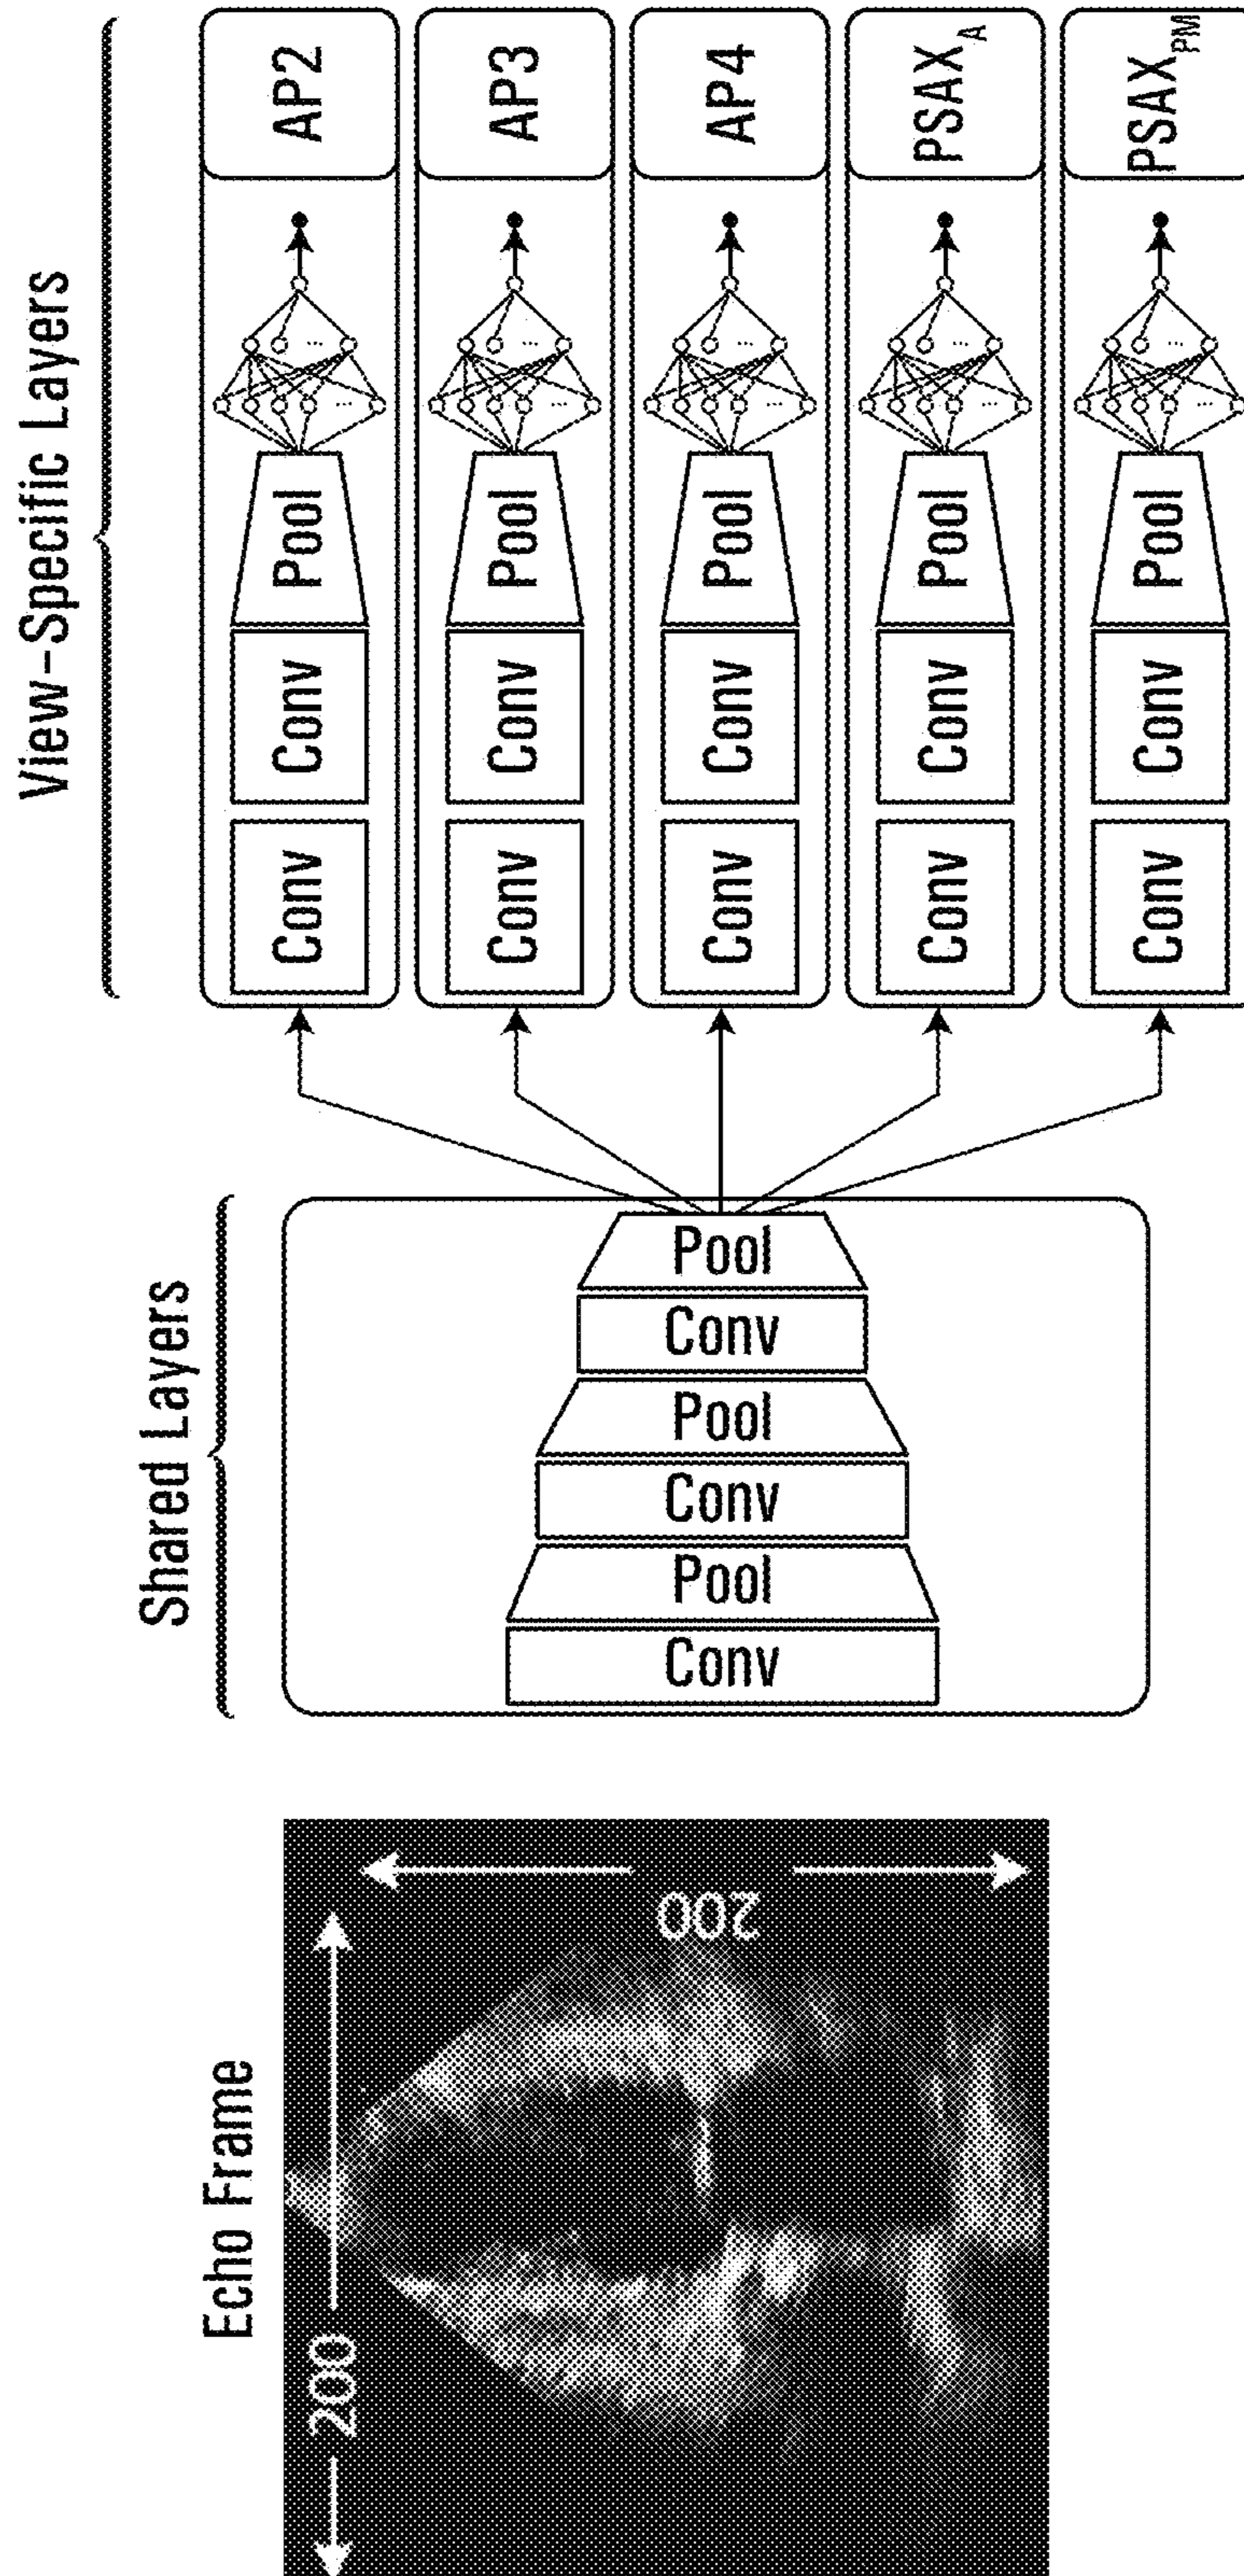 Echo Frame
200
200
Shared Layers
Conv
Pool
Conv
Pool
Conv
Pool
View-Specific Layers
Conv
Conv
Pool
AP2
Conv
Conv
Pool
AP3
Conv
Conv
Pool
AP4
Conv
Conv
Pool
PSAX_A
Conv
Conv
Pool
PSAX_PM